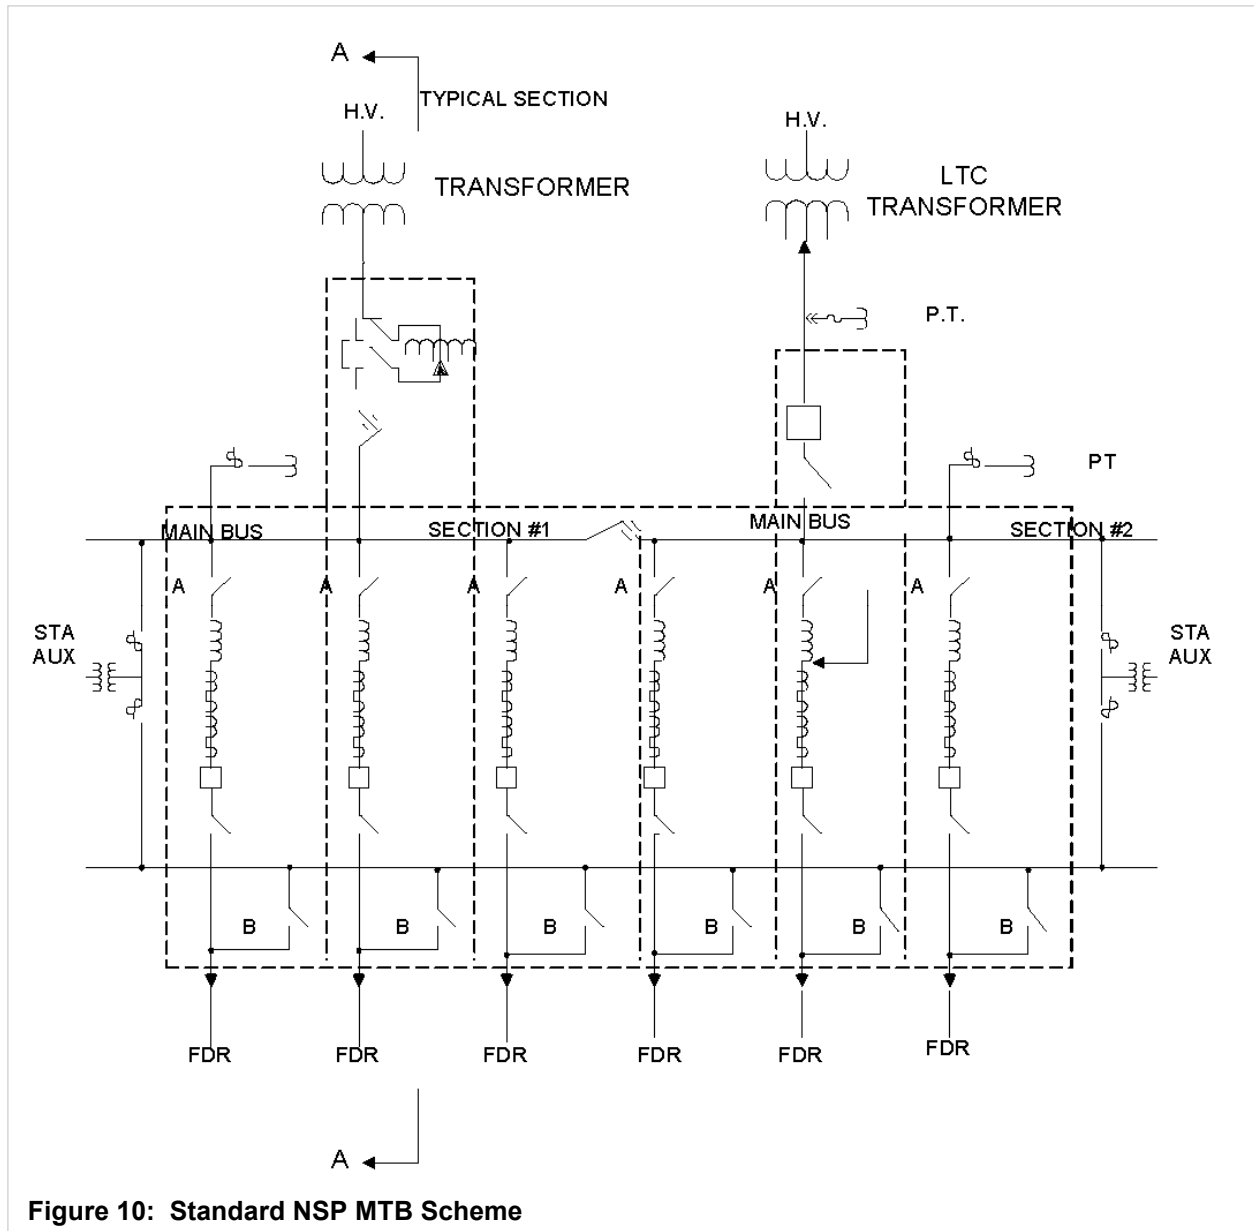 A
TYPICAL SECTION
H.V.
H.V.
TRANSFORMER
LTC
TRANSFORMER
P.T.
PT
MAIN BUS
SECTION #1
MAIN BUS
SECTION #2
A
A
A
A
A
A
STA
AUX
STA
AUX
B
B
B
B
B
B
FDR
FDR
FDR
FDR
FDR
FDR
A
Figure 10: Standard NSP MTB Scheme